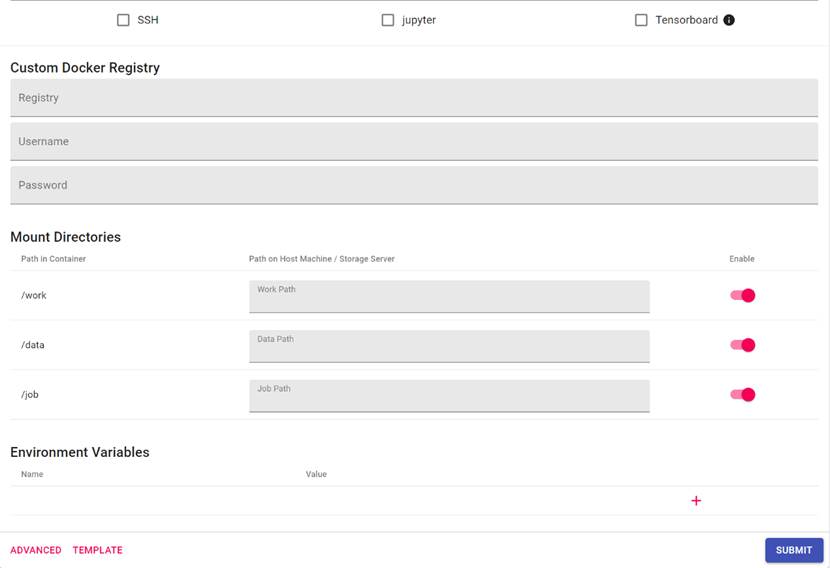 SSH jupyter Tensorboard
Custom Docker Registry
Registry
Username
Password
Mount Directories
Path in Container Path on Host Machine / Storage Server Enable
/work Work Path
/data Data Path
/job Job Path
Environment Variables
Name Value
ADVANCED TEMPLATE SUBMIT